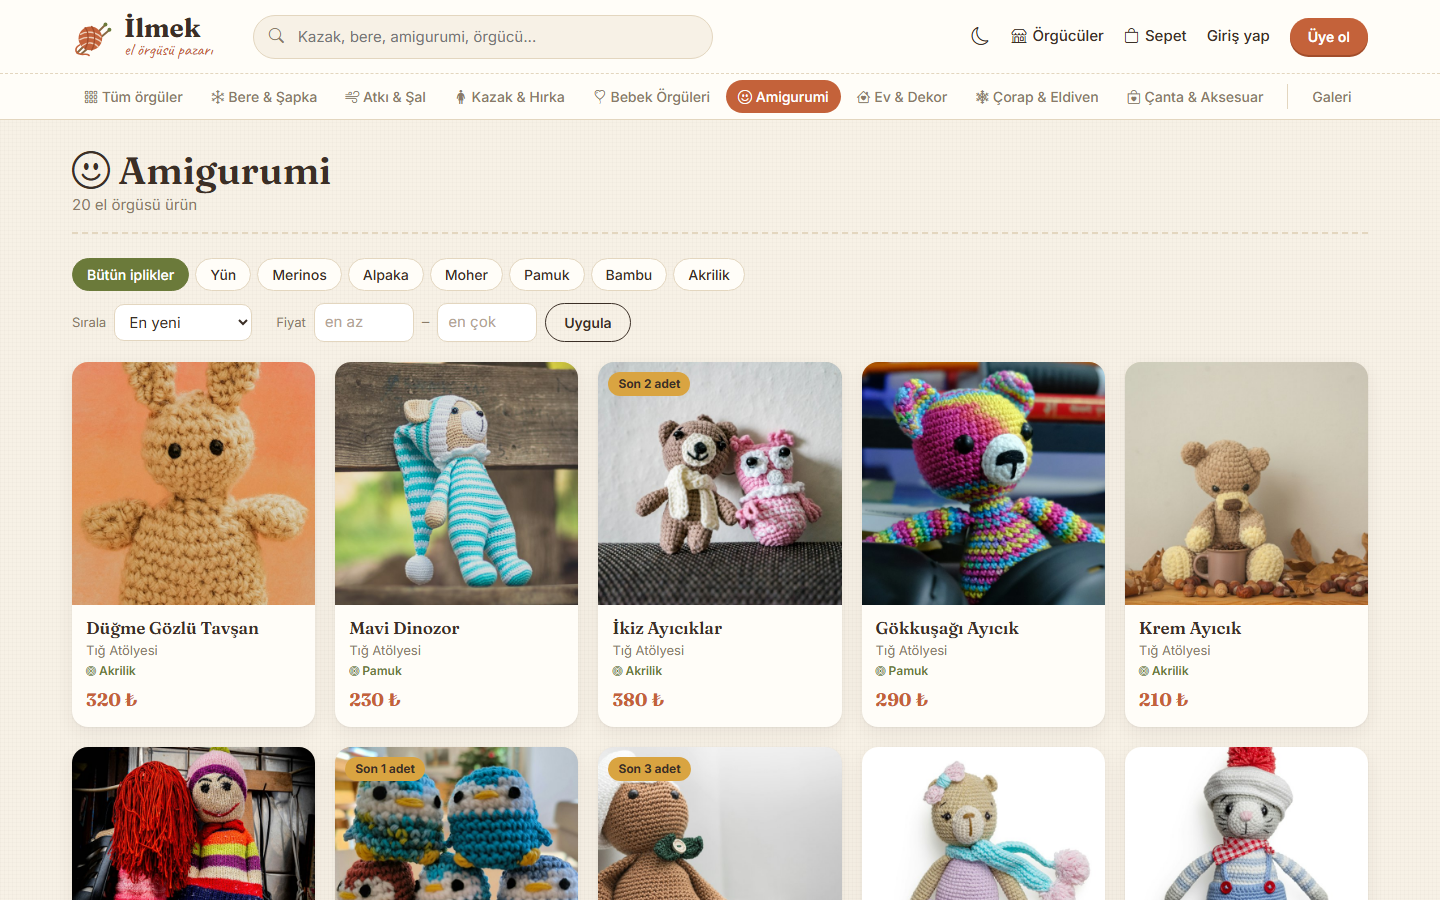 İlmek
el örgüsü pazarı
Kazak, bere, amigurumi, örgücü...
Örgücüler
Sepet
Giriş yap
Üye ol
Tüm örgüler
Bere & Şapka
Atkı & Şal
Kazak & Hırka
Bebek Örgüleri
Amigurumi
Ev & Dekor
Çorap & Eldiven
Çanta & Aksesuar
Galeri
Amigurumi
20 el örgüsü ürün
Bütün iplikler
Yün
Merinos
Alpaka
Moher
Pamuk
Bambu
Akrilik
Sırala
En yeni
Fiyat
en az
–
en çok
Uygula
Düğme Gözlü Tavşan
Tığ Atölyesi
Akrilik
320 ₺
Mavi Dinozor
Tığ Atölyesi
Pamuk
230 ₺
Son 2 adet
İkiz Ayıcıklar
Tığ Atölyesi
Akrilik
380 ₺
Gökkuşağı Ayıcık
Tığ Atölyesi
Pamuk
290 ₺
Krem Ayıcık
Tığ Atölyesi
Akrilik
210 ₺
Son 1 adet
Son 3 adet